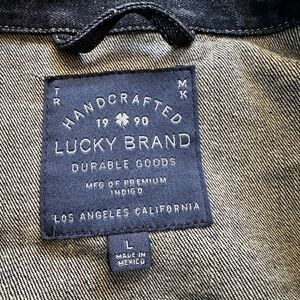 TR MK
HANDCRAFTED
19 90
LUCKY BRAND
DURABLE GOODS
MFG OF PREMIUM
INDIGO
LOS ANGELES CALIFORNIA
L
MADE IN
MEXICO